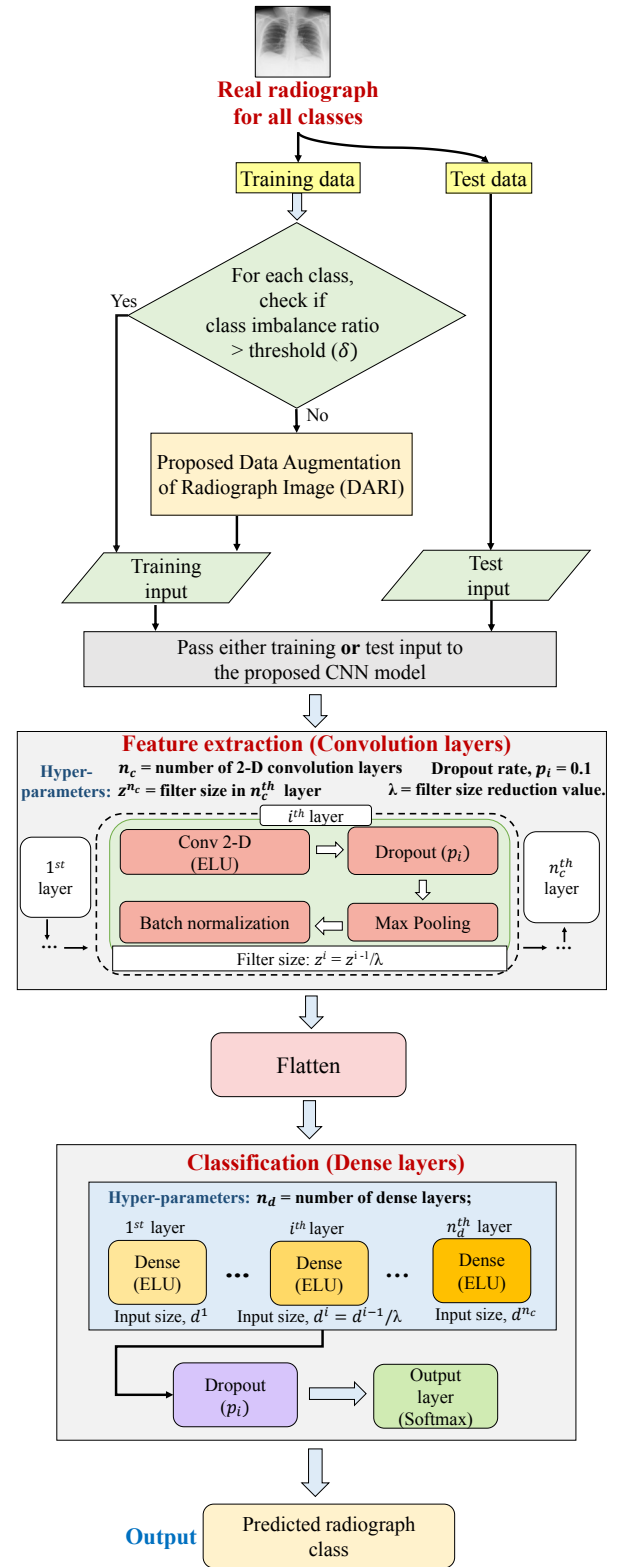 Real radiograph
for all classes
Training data
Test data
For each class,
check if
class imbalance ratio
> threshold (δ)
Yes
No
Proposed Data Augmentation
of Radiograph Image (DARI)
Training
input
Test
input
Pass either training or test input to
the proposed CNN model
Feature extraction (Convolution layers)
Hyper-
parameters:
n_c = number of 2-D convolution layers
z^{n_c} = filter size in n_c^{th} layer
Dropout rate, p_i = 0.1
λ = filter size reduction value.
i^{th} layer
1^{st}
layer
...
Conv 2-D
(ELU)
Dropout (p_i)
Batch normalization
Max Pooling
Filter size: z^i = z^{i-1}/λ
n_c^{th}
layer
...
Flatten
Classification (Dense layers)
Hyper-parameters: n_d = number of dense layers;
1^{st} layer
i^{th} layer
n_d^{th} layer
Dense
(ELU)
...
Dense
(ELU)
...
Dense
(ELU)
Input size, d^1
Input size, d^i = d^{i-1}/λ
Input size, d^{n_c}
Dropout
(p_i)
Output
layer
(Softmax)
Output
Predicted radiograph
class